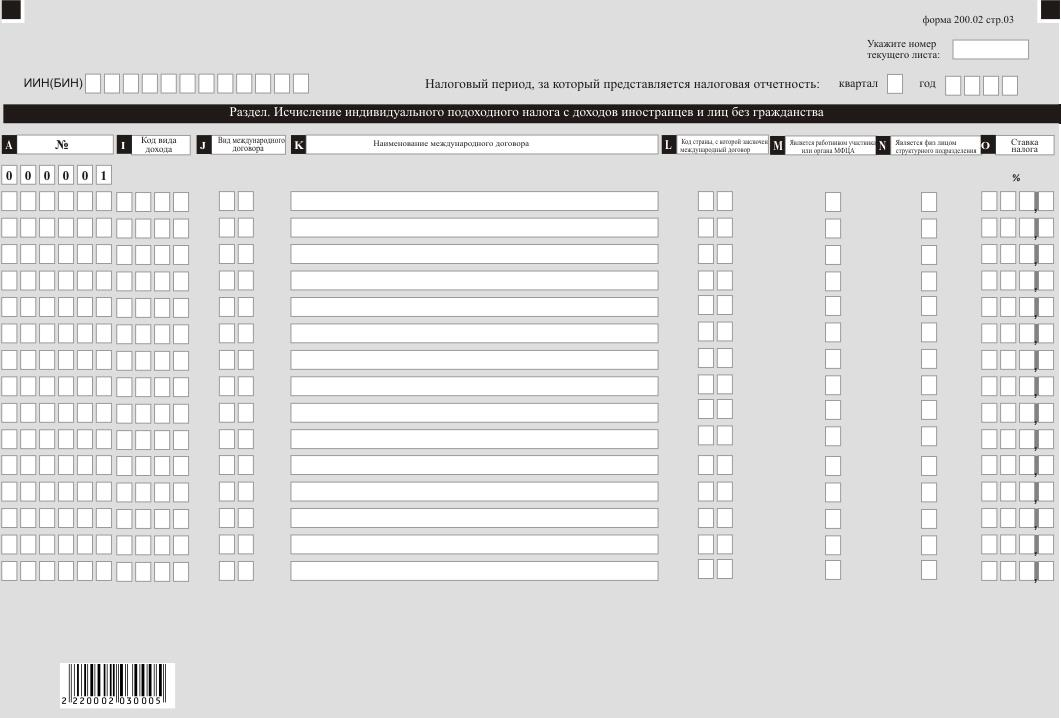 форма 200.02 стр.03
Укажите номер
текущего листа:
ИИН(БИН)
Налоговый период, за который представляется налоговая отчетность: квартал год
Раздел. Исчисление индивидуального подоходного налога с доходов иностранцев и лиц без гражданства
A №
I Код вида
дохода
J Вид международного
договора
K Наименование международного договора
L Код страны, с которой заключен
международный договор
M Является работником участника
или органа МФЦА
N Является физ лицом
структурного подразделения
O Ставка
налога
0 0 0 0 0 1
%
2 220002 030005